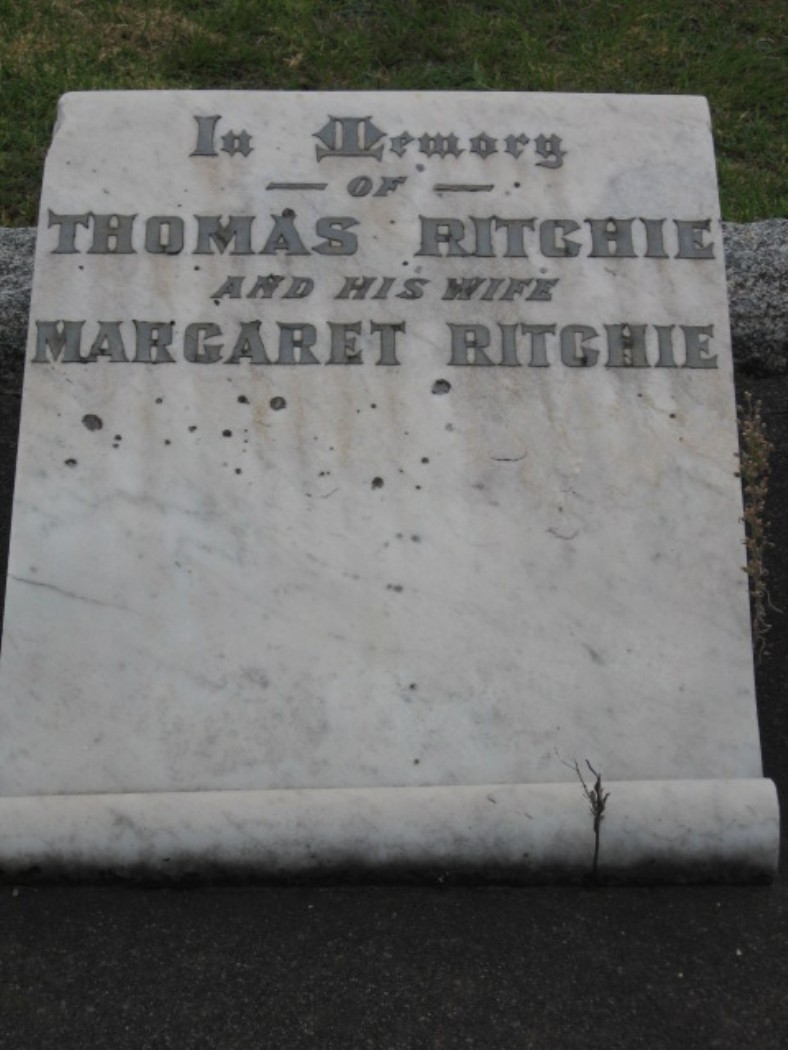 In Memory
— OF —
THOMAS RITCHIE
AND HIS WIFE
MARGARET RITCHIE